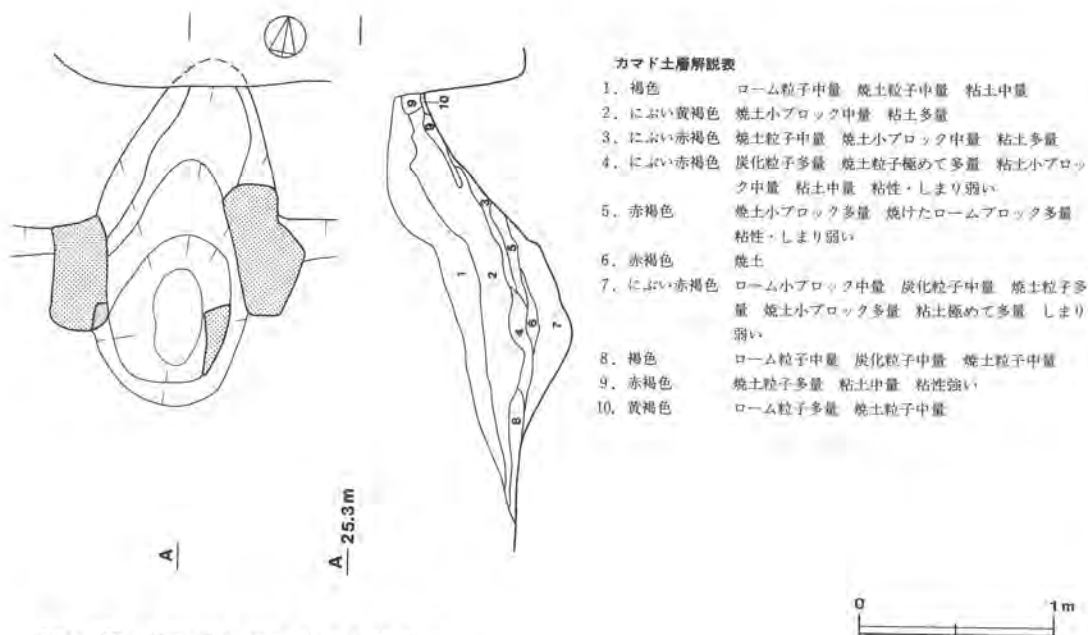 カマド土層解説表
1. 褐色 ローム粒子中量 焼土粒子中量 粘土中量
2. にぶい黄褐色 焼土小ブロック中量 粘土多量
3. にぶい赤褐色 焼土粒子中量 焼土小ブロック中量 粘土多量
4. にぶい赤褐色 炭化粒子多量 焼土粒子極めて多量 粘土小ブロッ
ク中量 粘土中量 粘性・しまり弱い
5. 赤褐色 焼土小ブロック多量 焼けたロームブロック多量
粘性・しまり弱い
6. 赤褐色 焼土
7. にぶい赤褐色 ローム小ブロック中量 炭化粒子中量 焼土粒子多
量 焼土小ブロック多量 粘土極めて多量 しまり
弱い
8. 褐色 ローム粒子中量 炭化粒子中量 焼土粒子中量
9. 赤褐色 焼土粒子多量 粘土中量 粘性強い
10. 黄褐色 ローム粒子多量 焼土粒子中量
9
10
9
3
5
1
2
4
6
7
8
A
A 25.3m
0 1m